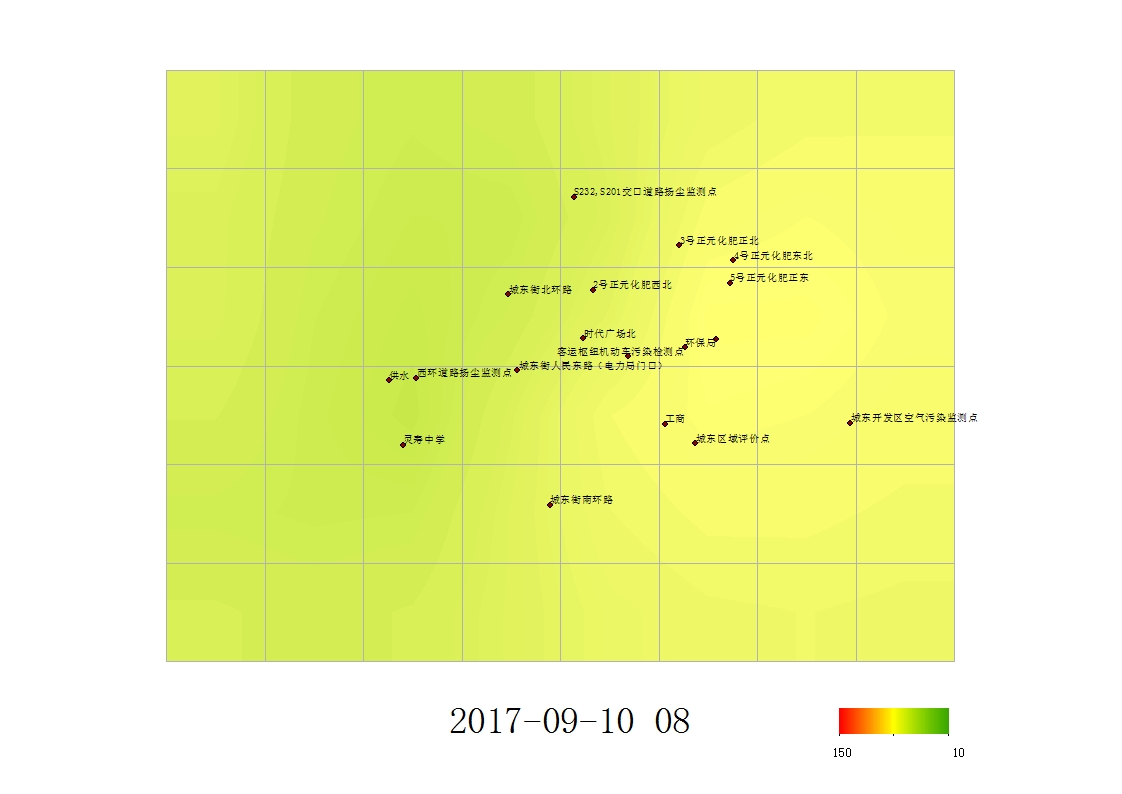 S232,S201交口道路扬尘监测点
3号正元化肥正北
4号正元化肥东北
5号正元化肥正东
2号正元化肥西北
城东街北环路
时代广场北
环保局
客运枢纽机动车污染检测点
城东街人民东路（电力局门口）
西环道路扬尘监测点
供水
工商
城东开发区空气污染监测点
城东区域评价点
灵寿中学
城东街南环路
2017-09-10 08
150
10